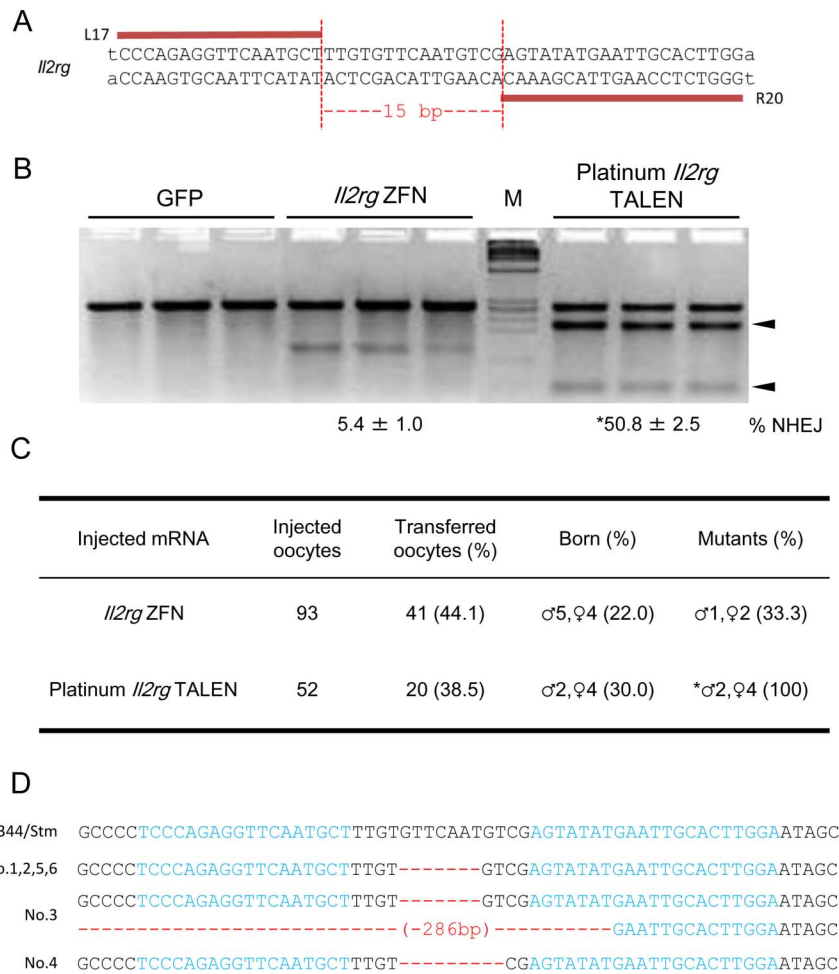 A
L17
Il2rg
tCCCAGAGGTTCAATGCTTTGTGTTCAATGTCGAGTATATGAATTGCACTTGGa
aCCAAGTGCAATTCATATACTCGACATTGAACACAAAGCATTGAACCTCTGGGt
-----15 bp-----
R20
B
GFP
Il2rg ZFN
M
Platinum Il2rg
TALEN
5.4 ± 1.0
*50.8 ± 2.5
% NHEJ
C
Injected mRNA
Injected
oocytes
Transferred
oocytes (%)
Born (%)
Mutants (%)
Il2rg ZFN 93 41 (44.1) ♂5,♀4 (22.0) ♂1,♀2 (33.3)
Platinum Il2rg TALEN 52 20 (38.5) ♂2,♀4 (30.0) *♂2,♀4 (100)
D
344/Stm GCCCCTCCCAGAGGTTCAATGCTTTGTGTTCAATGTCGAGTATATGAATTGCACTTGGAATAGC
o.1,2,5,6 GCCCCTCCCAGAGGTTCAATGCTTTGT-------GTCGAGTATATGAATTGCACTTGGAATAGC
GCCCCTCCCAGAGGTTCAATGCTTTGT-------GTCGAGTATATGAATTGCACTTGGAATAGC
No.3
---------------------------(-286bp)----------GAATTGCACTTGGAATAGC
No.4 GCCCCTCCCAGAGGTTCAATGCTTTGT---------CGAGTATATGAATTGCACTTGGAATAGC